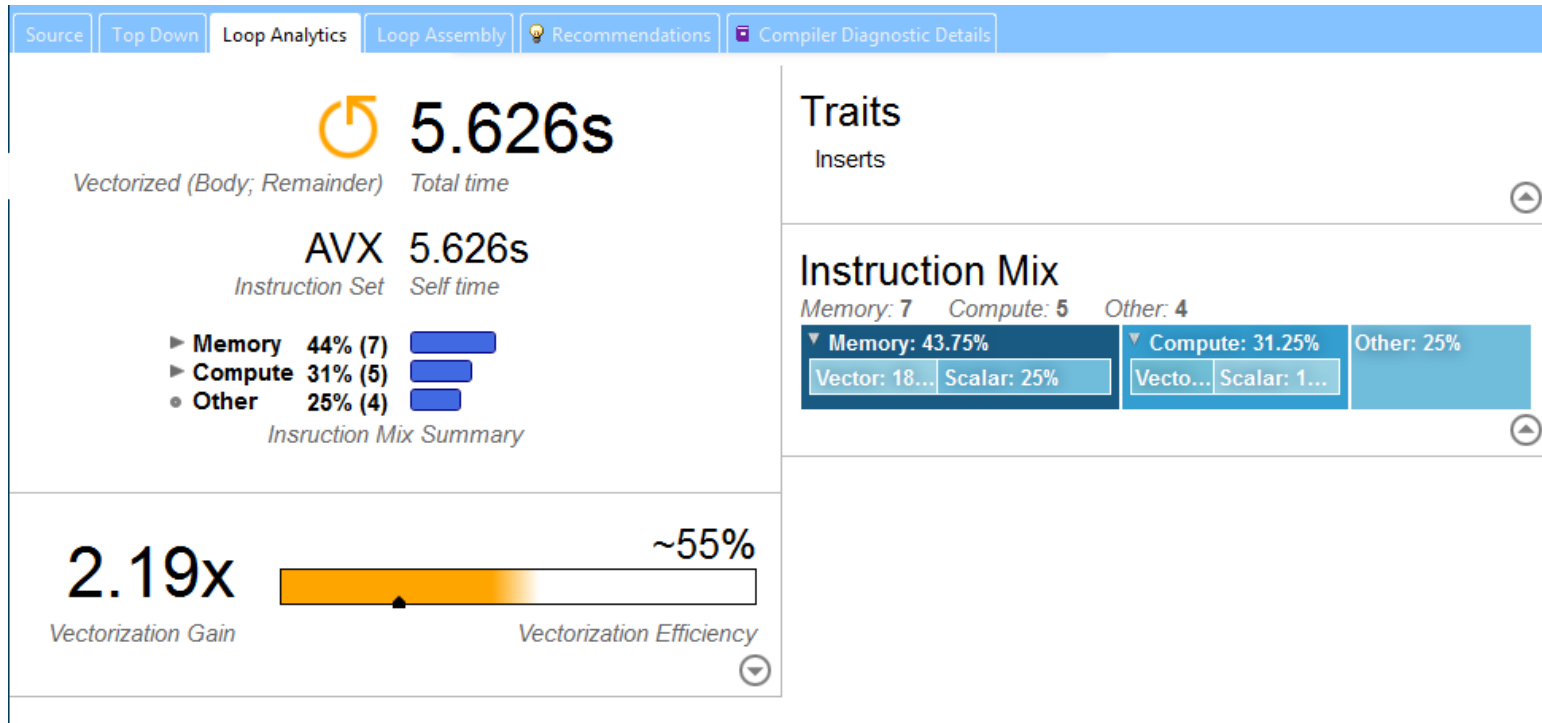 Source Top Down Loop Analytics Loop Assembly Recommendations Compiler Diagnostic Details
5.626s
Vectorized (Body; Remainder) Total time
AVX 5.626s
Instruction Set Self time
Memory 44% (7)
Compute 31% (5)
Other 25% (4)
Insruction Mix Summary
2.19x ~55%
Vectorization Gain Vectorization Efficiency
Traits
Inserts
Instruction Mix
Memory: 7 Compute: 5 Other: 4
Memory: 43.75% Compute: 31.25% Other: 25%
Vector: 18... Scalar: 25% Vecto... Scalar: 1...